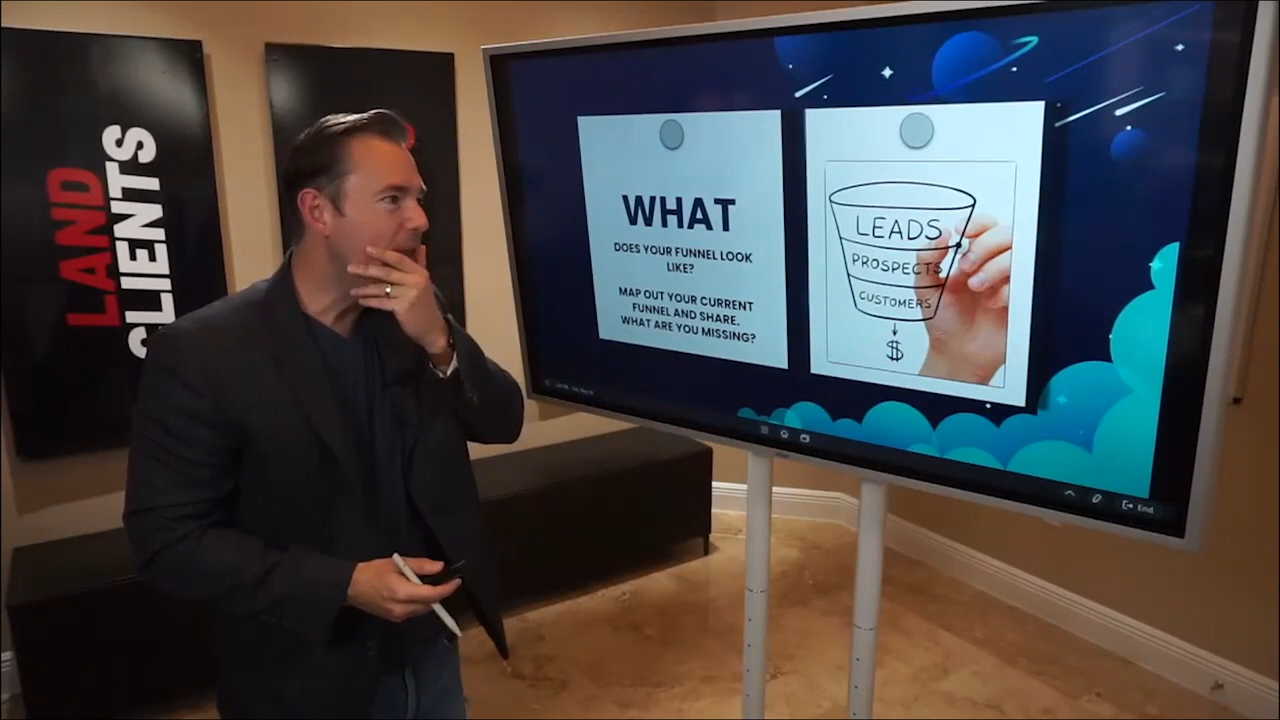 LAND
CLIENTS
WHAT
DOES YOUR FUNNEL LOOK
LIKE?
MAP OUT YOUR CURRENT
FUNNEL AND SHARE.
WHAT ARE YOU MISSING?
LEADS
PROSPECTS
CUSTOMERS
$
End